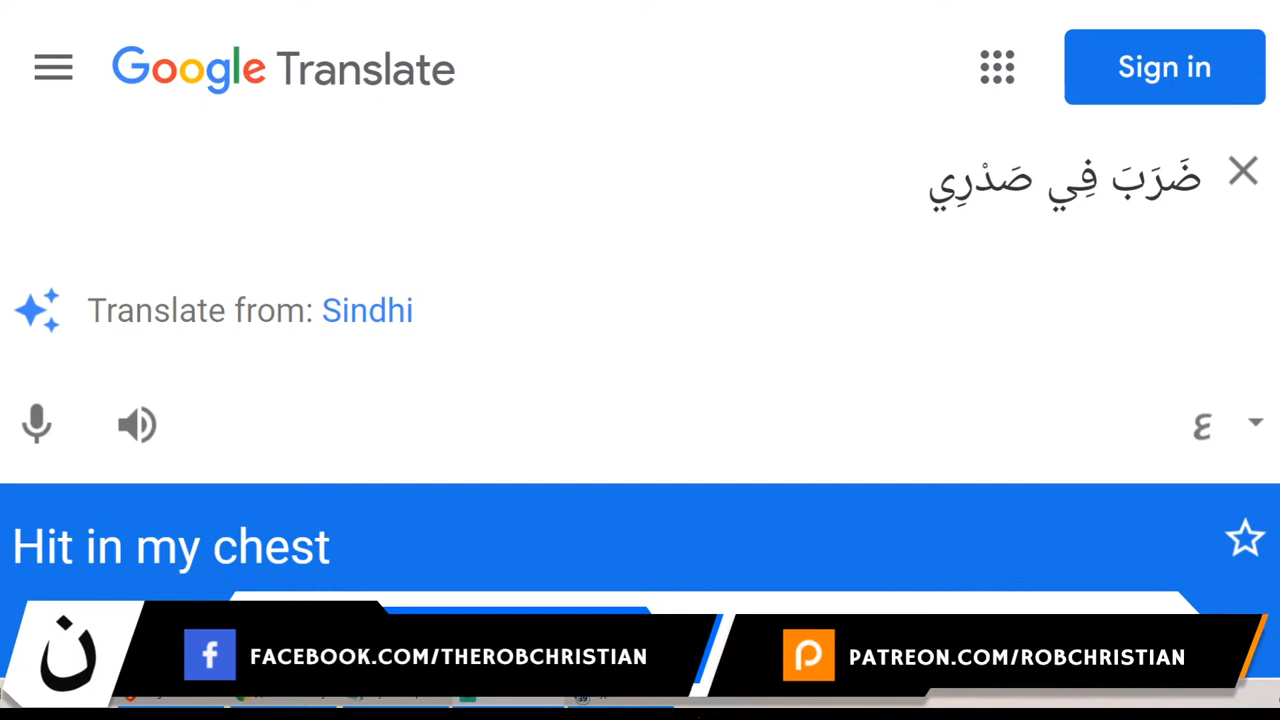 Google Translate
Sign in
ضَرَبَ فِي صَدْرِي
Translate from: Sindhi
ع
Hit in my chest
ن
f FACEBOOK.COM/THEROBCHRISTIAN
PATREON.COM/ROBCHRISTIAN